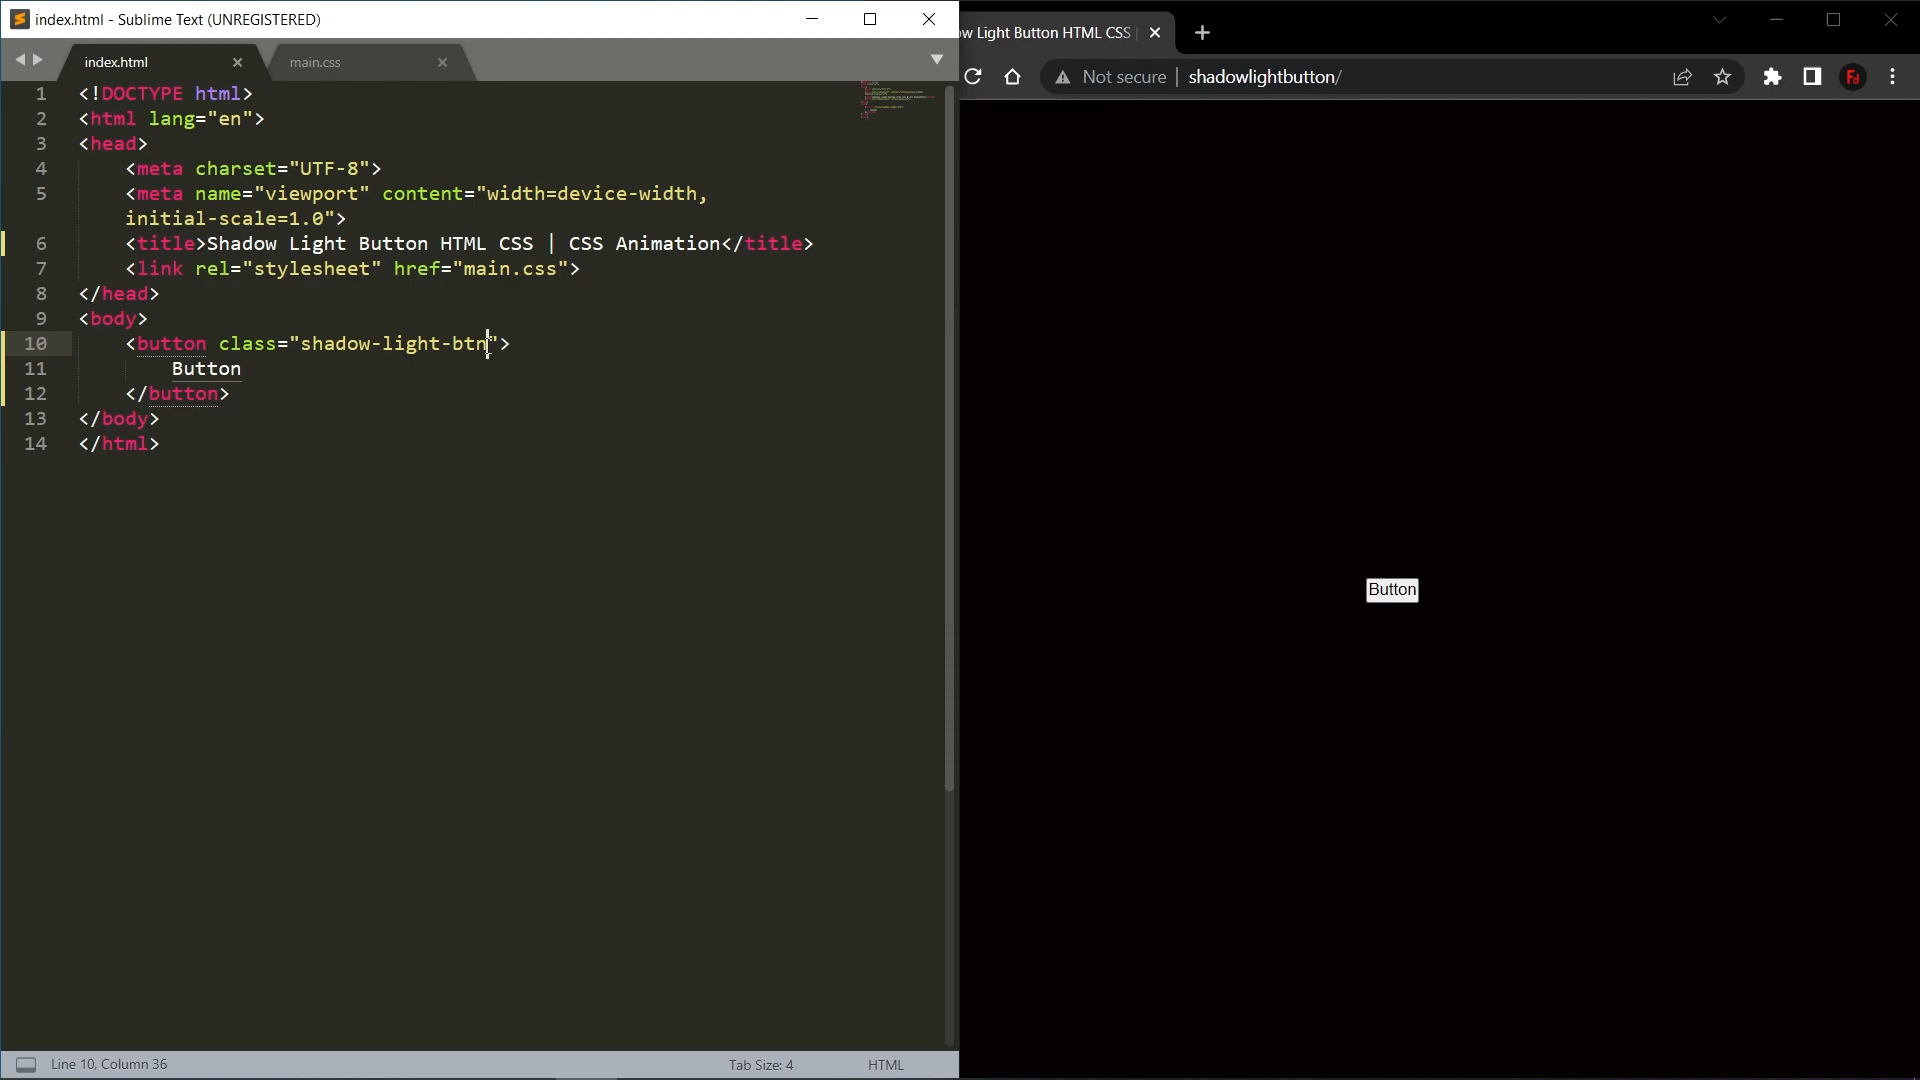 index.html - Sublime Text (UNREGISTERED)
index.html
main.css
1 <!DOCTYPE html>
2 <html lang="en">
3 <head>
4 <meta charset="UTF-8">
5 <meta name="viewport" content="width=device-width,
initial-scale=1.0">
6 <title>Shadow Light Button HTML CSS | CSS Animation</title>
7 <link rel="stylesheet" href="main.css">
8 </head>
9 <body>
10 <button class="shadow-light-btn">
11 Button
12 </button>
13 </body>
14 </html>
Line 10, Column 36
Tab Size: 4
HTML
ow Light Button HTML CSS |
Not secure | shadowlightbutton/
Fd
Button